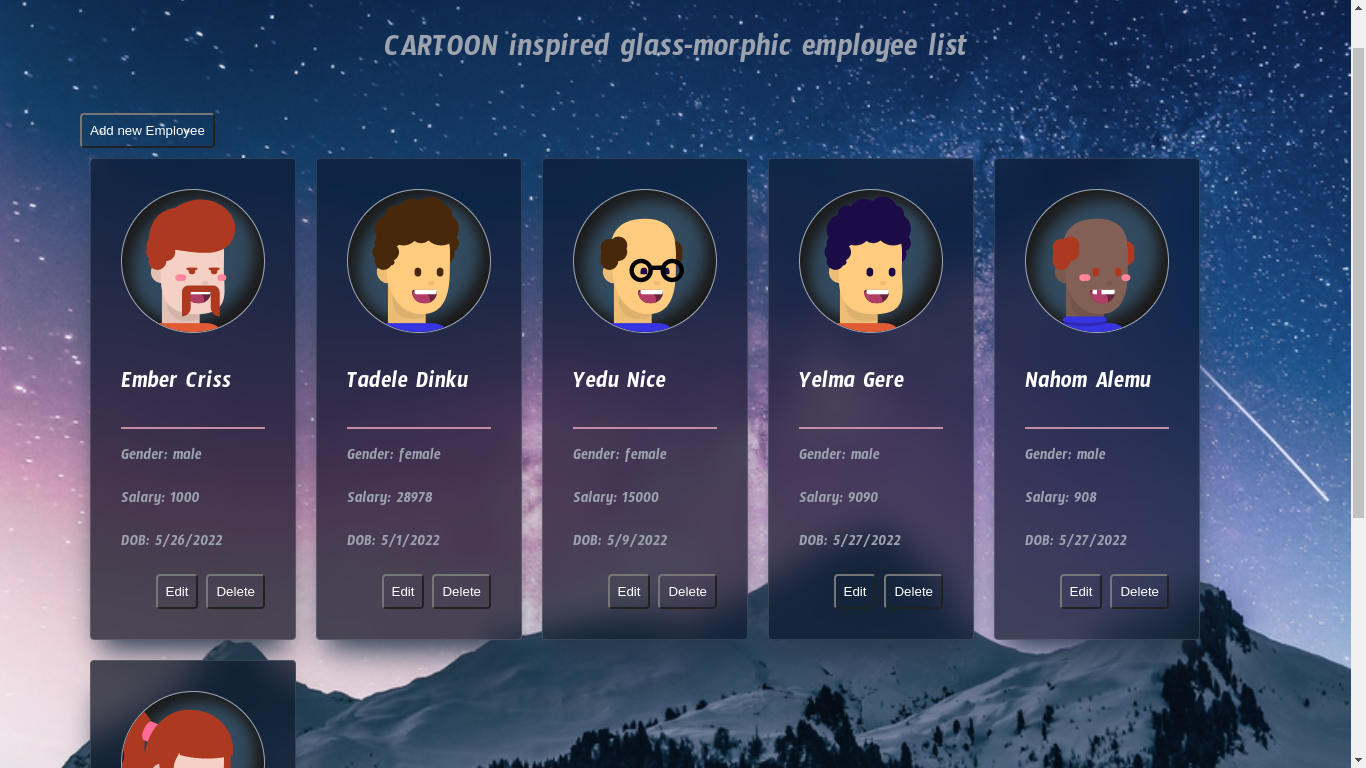 CARTOON inspired glass-morphic employee list
Add new Employee
Ember Criss
Gender: male
Salary: 1000
DOB: 5/26/2022
Edit Delete
Tadele Dinku
Gender: female
Salary: 28978
DOB: 5/1/2022
Edit Delete
Yedu Nice
Gender: female
Salary: 15000
DOB: 5/9/2022
Edit Delete
Yelma Gere
Gender: male
Salary: 9090
DOB: 5/27/2022
Edit Delete
Nahom Alemu
Gender: male
Salary: 908
DOB: 5/27/2022
Edit Delete